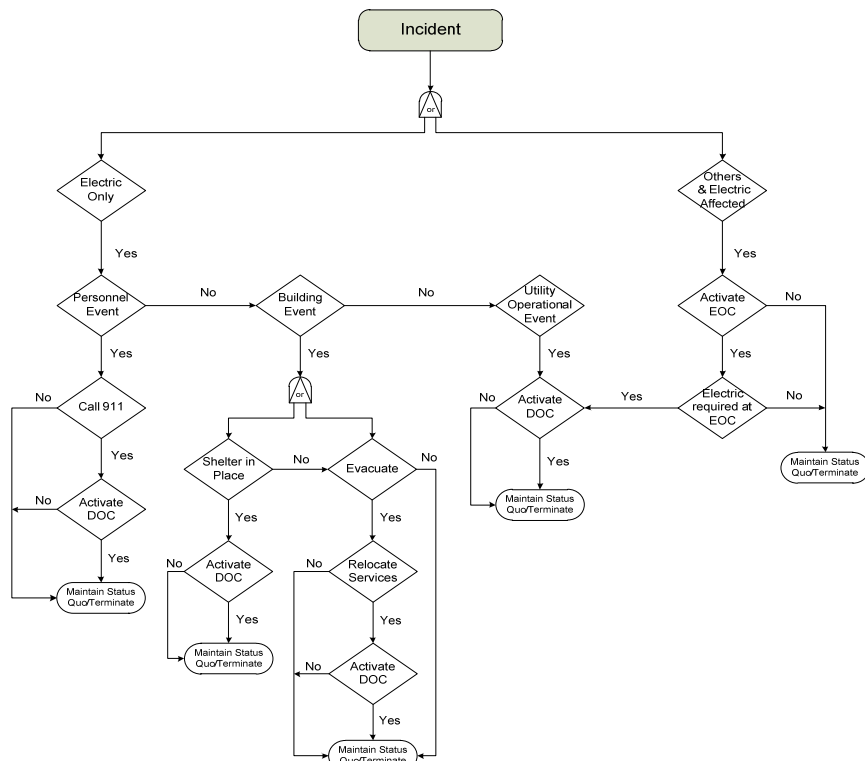 Incident
or
Electric
Only
Others
& Electric
Affected
Yes
Yes
Personnel
Event
No
Building
Event
No
Utility
Operational
Event
Activate
EOC
No
Yes
Yes
Yes
Yes
No
Call 911
or
No
Activate
DOC
Yes
Electric
required at
EOC
No
Yes
Shelter in
Place
No
Evacuate
No
Yes
Maintain Status
Quo/Terminate
No
Activate
DOC
Maintain Status
Quo/Terminate
Yes
Yes
Yes
No
Activate
DOC
No
Relocate
Services
Maintain Status
Quo/Terminate
Yes
Yes
Maintain Status
Quo/Terminate
No
Activate
DOC
Yes
Maintain Status
Quo/Terminate